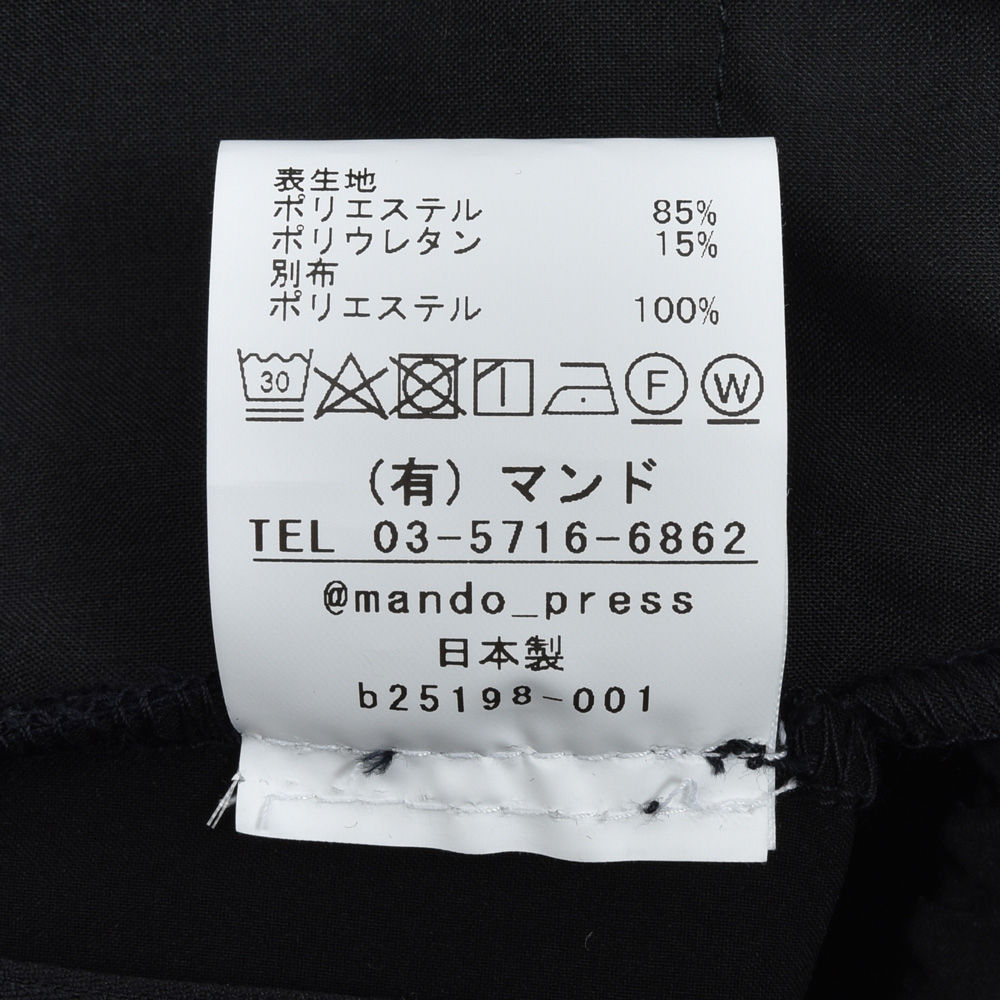 表生地
ポリエステル 85%
ポリウレタン 15%
別布
ポリエステル 100%
30 F W
(有)マンド
TEL 03-5716-6862
@mando_press
日本製
b25198-001